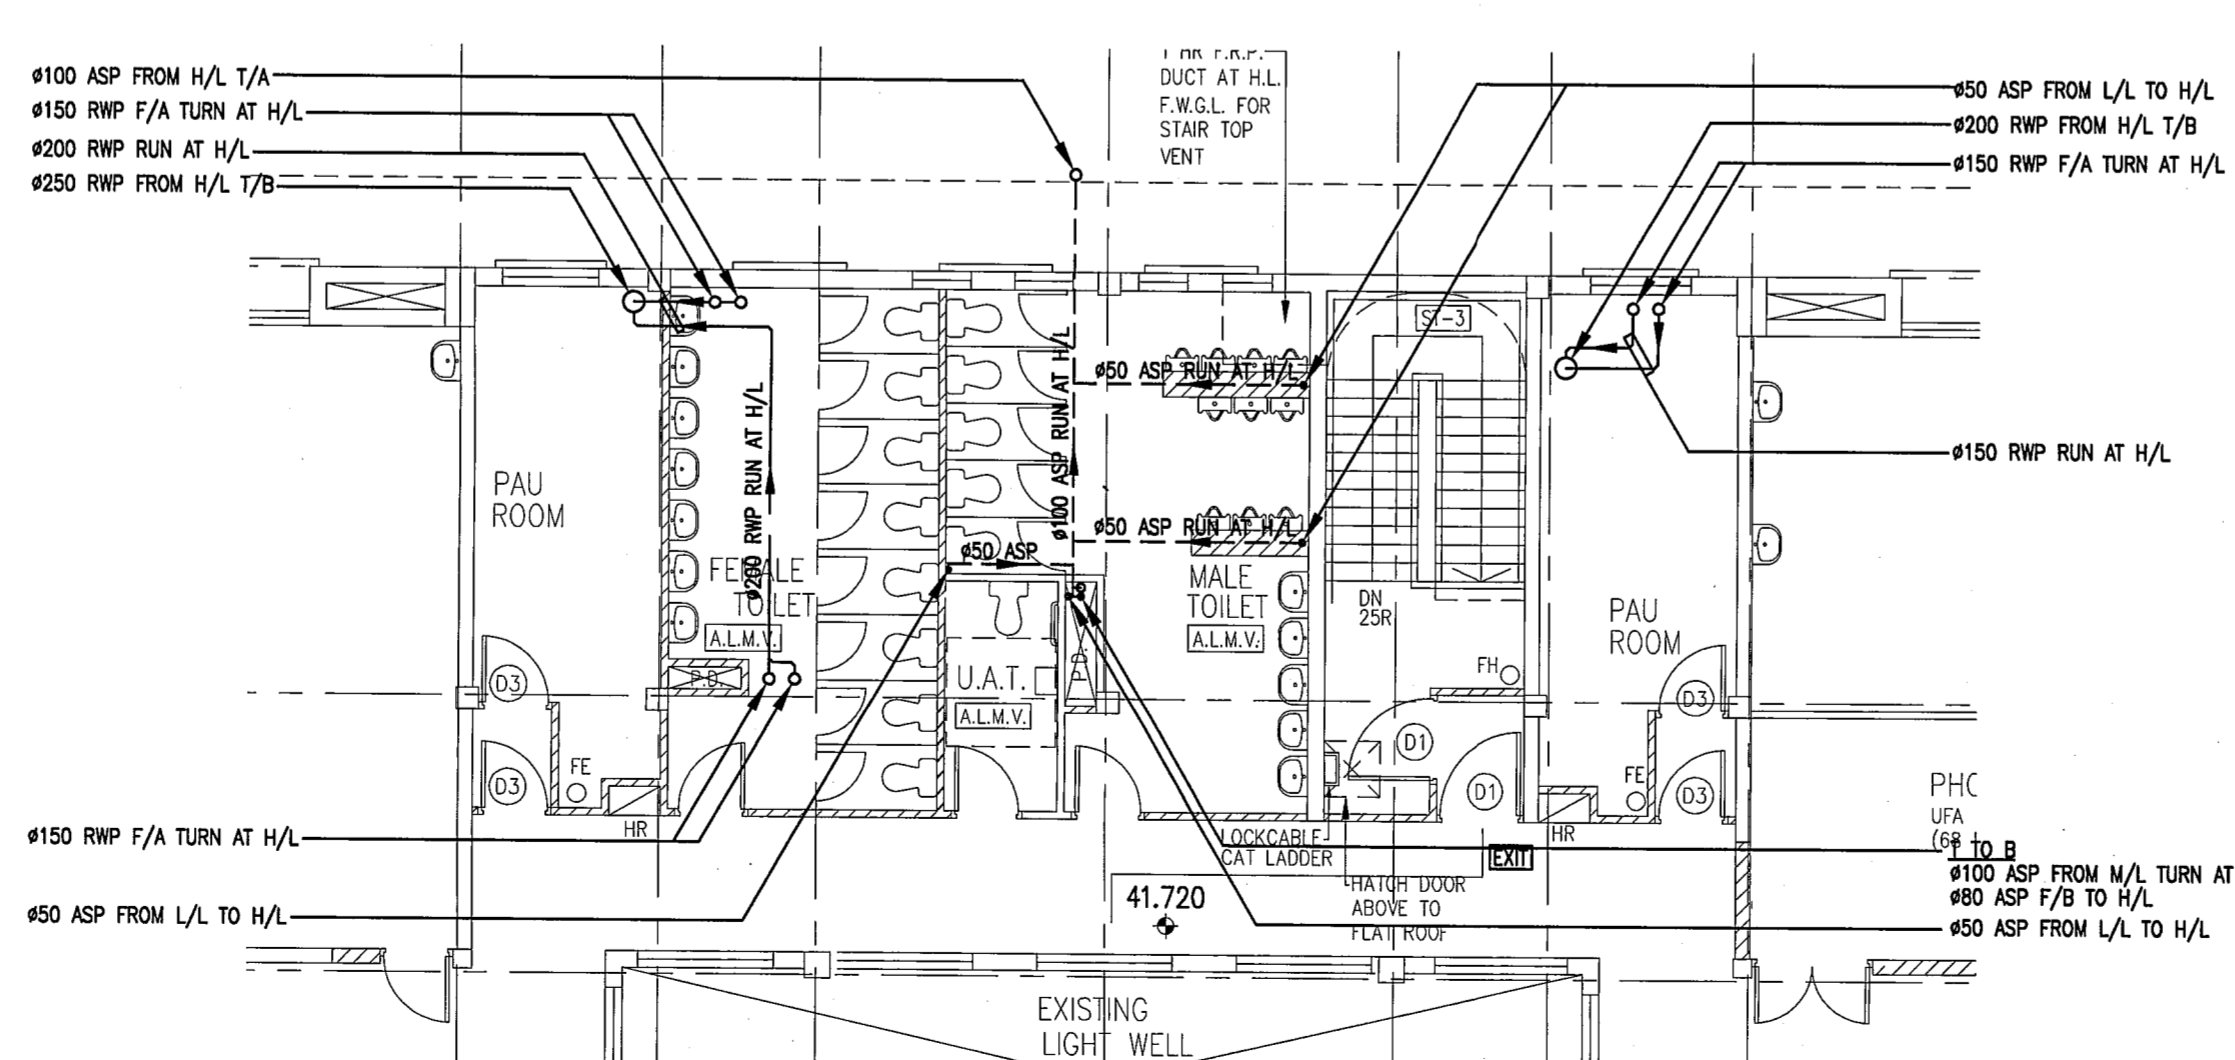 ø100 ASP FROM H/L T/A
ø150 RWP F/A TURN AT H/L
ø200 RWP RUN AT H/L
ø250 RWP FROM H/L T/B
DUCT AT H.L.
F.W.G.L. FOR
STAIR TOP
VENT
ø50 ASP FROM L/L TO H/L
ø200 RWP FROM H/L T/B
ø150 RWP F/A TURN AT H/L
ST-3
ø50 ASP RUN AT H/L
ø100 ASP RUN AT H/L
ø200 RWP RUN AT H/L
ø150 RWP RUN AT H/L
PAU
ROOM
ø50 ASP RUN AT H/L
ø50 ASP
FEMALE
TOILET
A.L.M.V.
MALE
TOILET
A.L.M.V.
DN
25R
PAU
ROOM
FH
P.D.
P.D.
U.A.T.
A.L.M.V.
D3
D3
D1
D3
D3
D1
FE
FE
HR
HR
PHC
UFA
(68
ø150 RWP F/A TURN AT H/L
LOCKCABLE
CAT LADDER
EXIT
T TO B
ø100 ASP FROM M/L TURN AT
ø80 ASP F/B TO H/L
ø50 ASP FROM L/L TO H/L
ø50 ASP FROM L/L TO H/L
41.720
HATCH DOOR
ABOVE TO
FLAT ROOF
EXISTING
LIGHT WELL